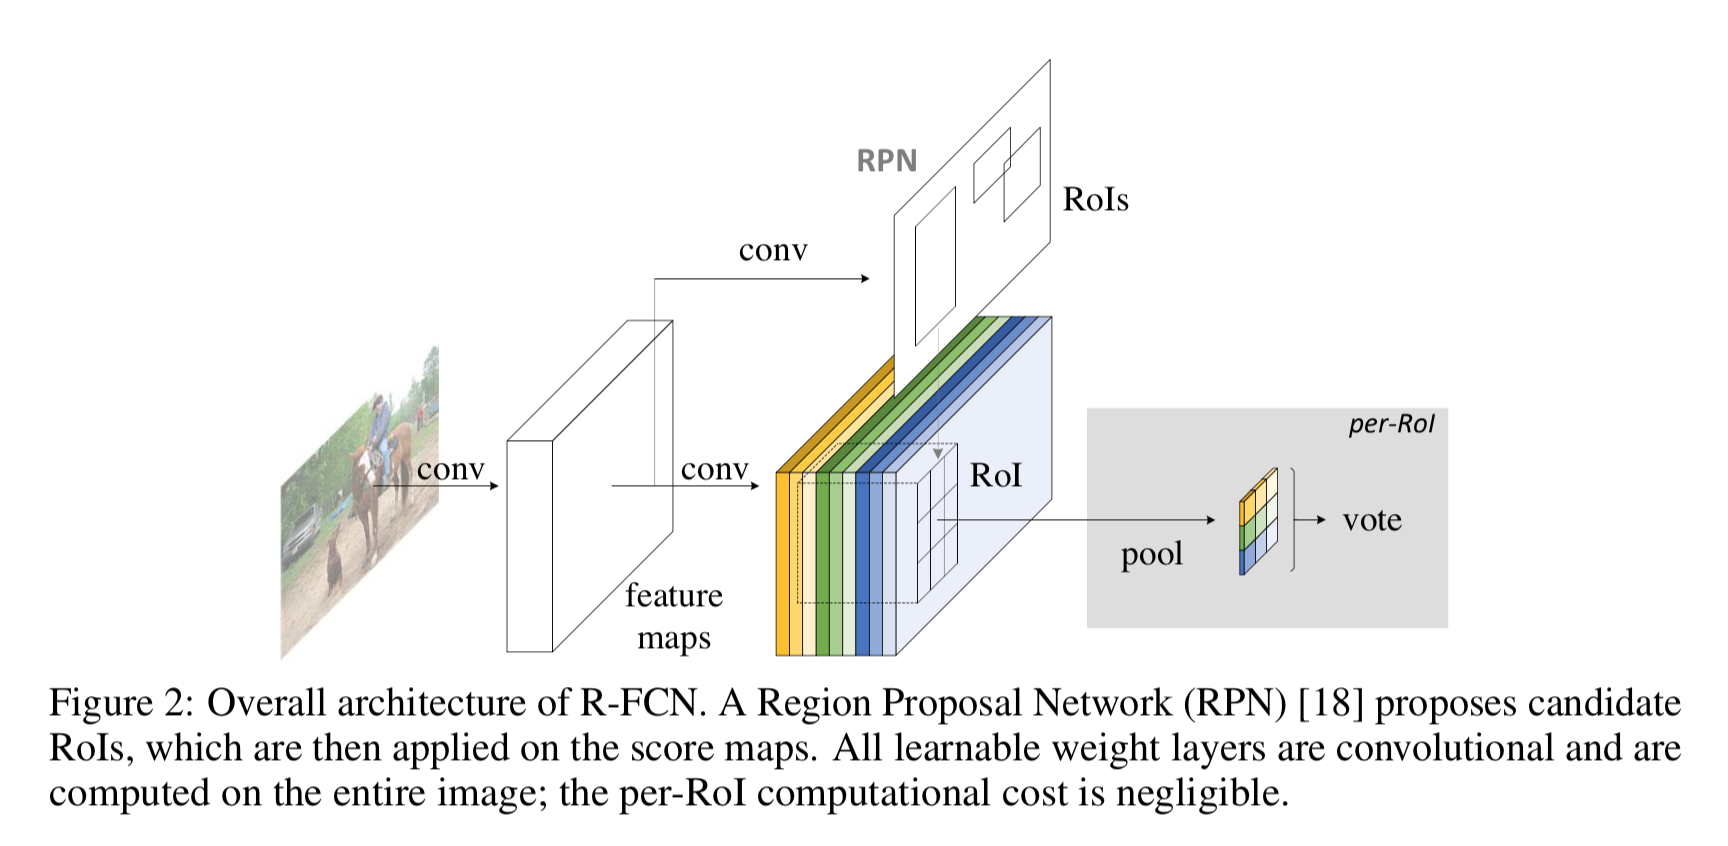 RPN
RoIs
conv
per-RoI
conv
conv
RoI
vote
pool
feature
maps
Figure 2: Overall architecture of R-FCN. A Region Proposal Network (RPN) [18] proposes candidate
RoIs, which are then applied on the score maps. All learnable weight layers are convolutional and are
computed on the entire image; the per-RoI computational cost is negligible.